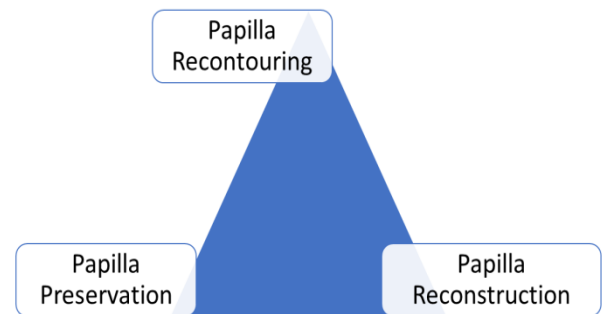 Papilla
Recontouring
Papilla
Preservation
Papilla
Reconstruction